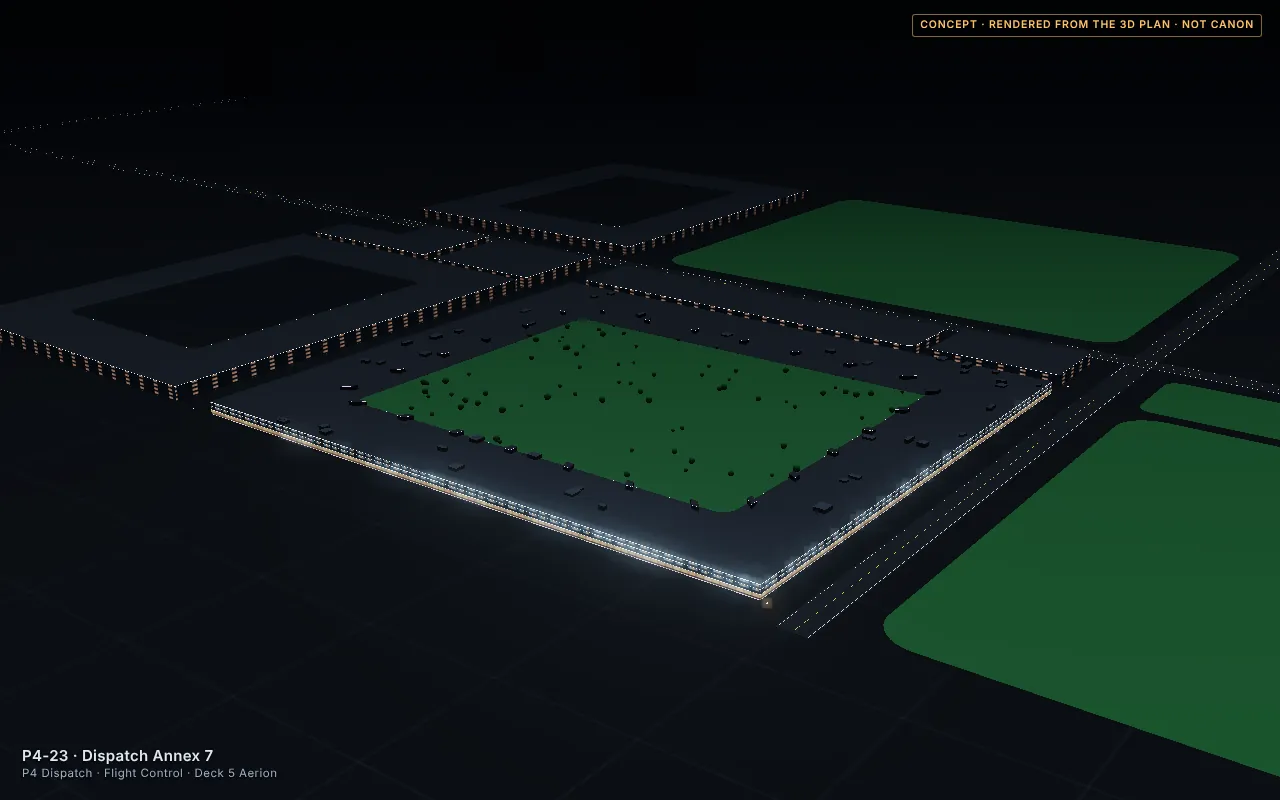 CONCEPT · RENDERED FROM THE 3D PLAN · NOT CANON
P4-23 · Dispatch Annex 7
P4 Dispatch · Flight Control · Deck 5 Aerion